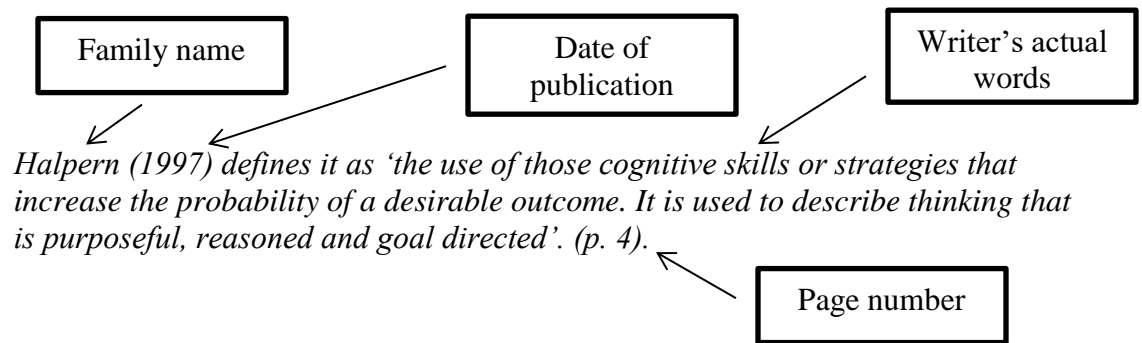 Family name
Date of
publication
Writer's actual
words
Halpern (1997) defines it as ‘the use of those cognitive skills or strategies that
increase the probability of a desirable outcome. It is used to describe thinking that
is purposeful, reasoned and goal directed’. (p. 4).
Page number